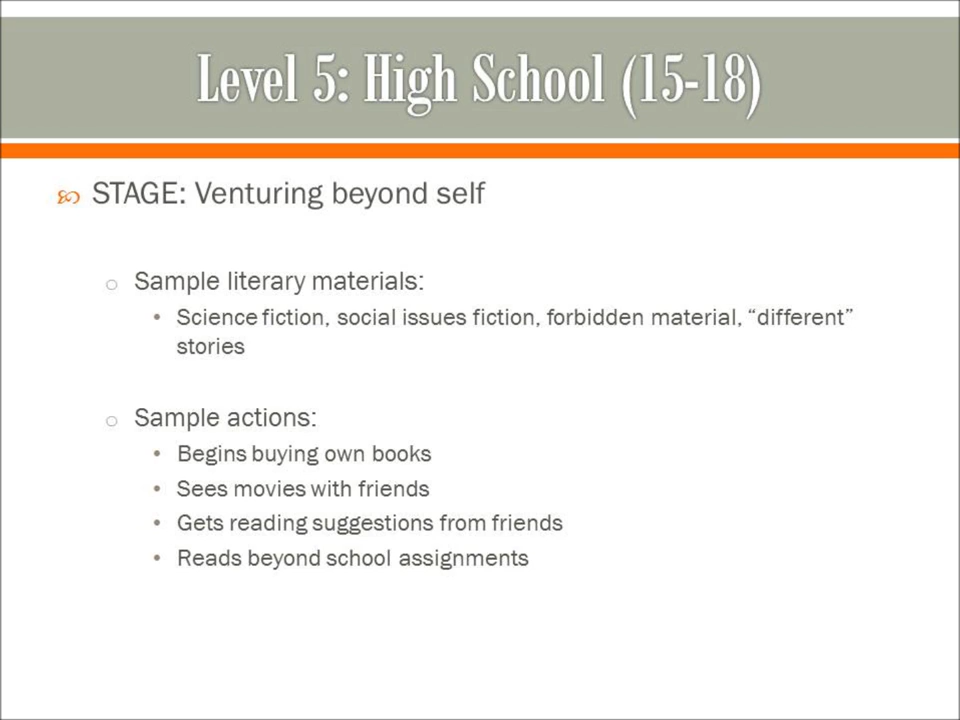 Level 5: High School (15-18)
STAGE: Venturing beyond self
Sample literary materials:
Science fiction, social issues fiction, forbidden material, “different”
stories
Sample actions:
Begins buying own books
Sees movies with friends
Gets reading suggestions from friends
Reads beyond school assignments